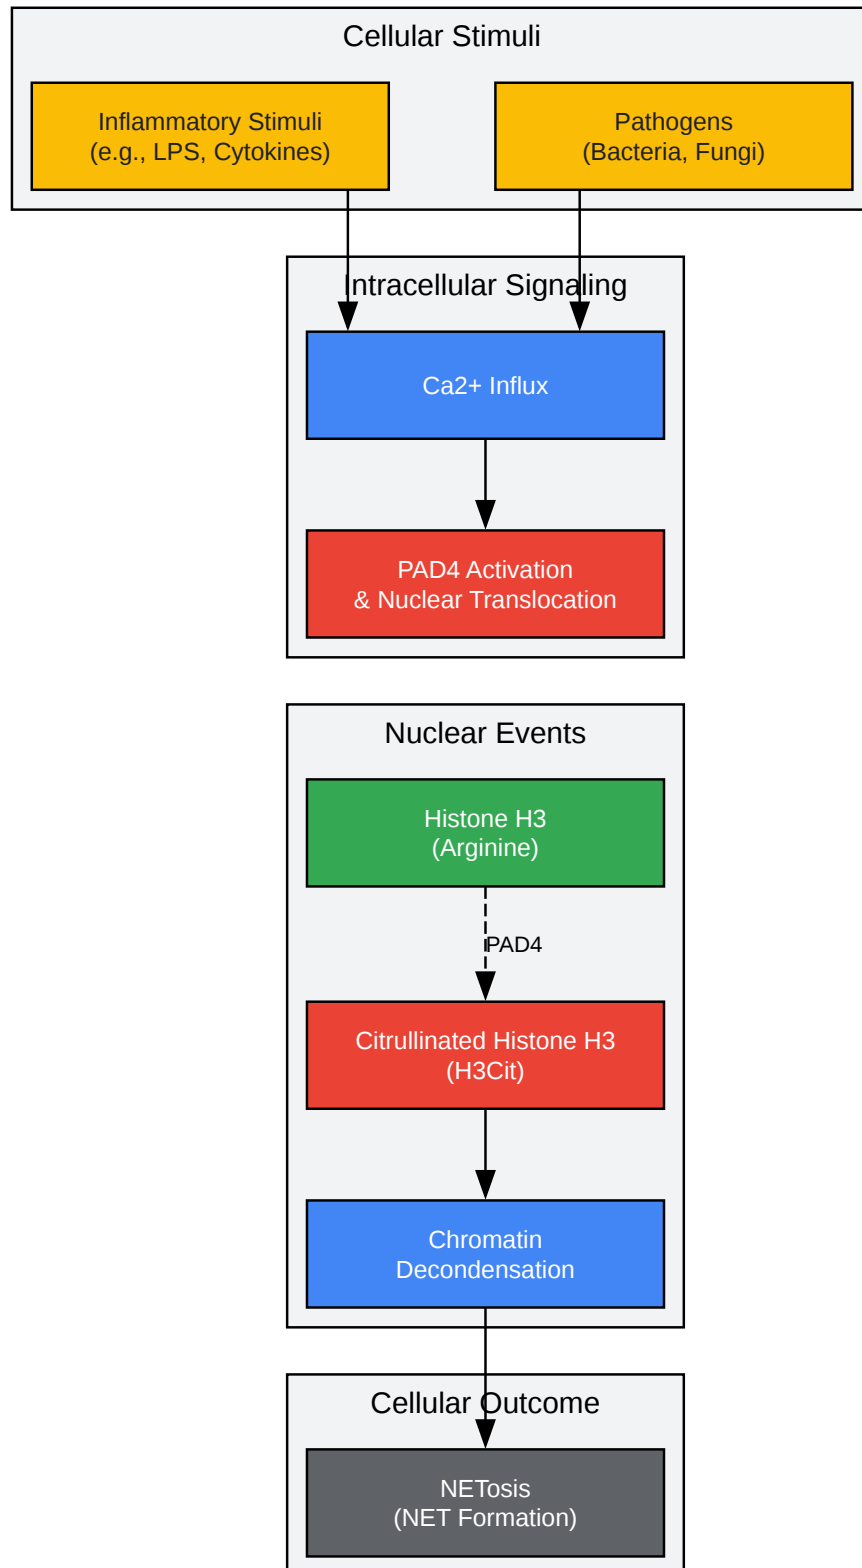 Cellular Stimuli
Inflammatory Stimuli
(e.g., LPS, Cytokines)
Pathogens
(Bacteria, Fungi)
Intracellular Signaling
Ca2+ Influx
PAD4 Activation
& Nuclear Translocation
Nuclear Events
Histone H3
(Arginine)
PAD4
Citrullinated Histone H3
(H3Cit)
Chromatin
Decondensation
Cellular Outcome
NETosis
(NET Formation)